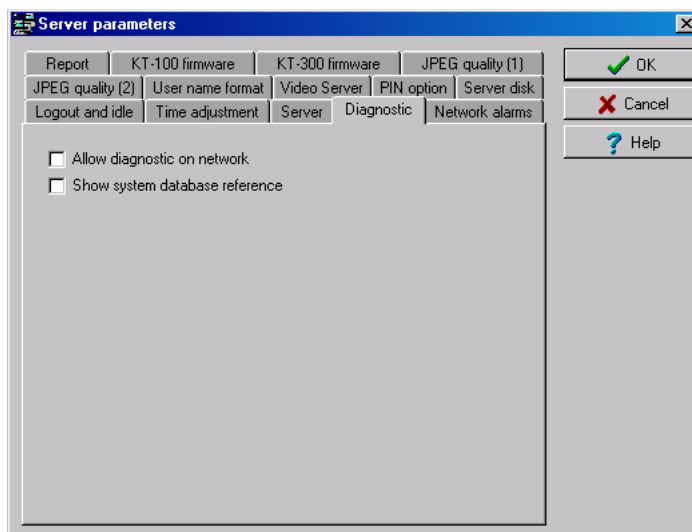 Server parameters
Report KT-100 firmware KT-300 firmware JPEG quality (1)
JPEG quality (2) User name format Video Server PIN option Server disk
Logout and idle Time adjustment Server Diagnostic Network alarms
Allow diagnostic on network
Show system database reference
OK
Cancel
Help